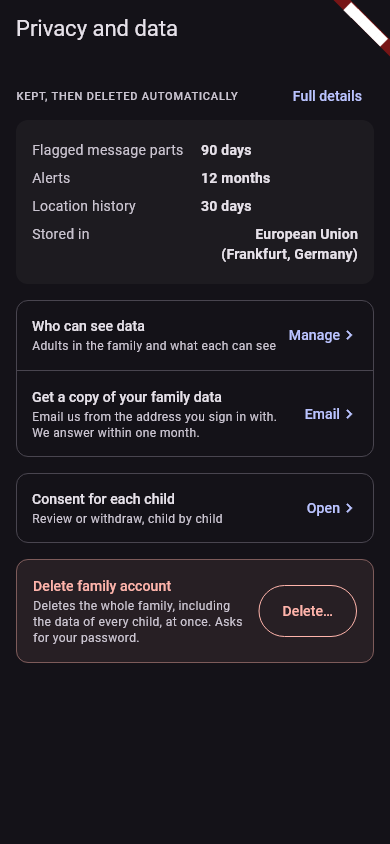 Privacy and data
KEPT, THEN DELETED AUTOMATICALLY
Full details
Flagged message parts 90 days
Alerts 12 months
Location history 30 days
Stored in European Union
(Frankfurt, Germany)
Who can see data
Adults in the family and what each can see
Manage
Get a copy of your family data
Email us from the address you sign in with.
We answer within one month.
Email
Consent for each child
Review or withdraw, child by child
Open
Delete family account
Deletes the whole family, including
the data of every child, at once. Asks
for your password.
Delete…